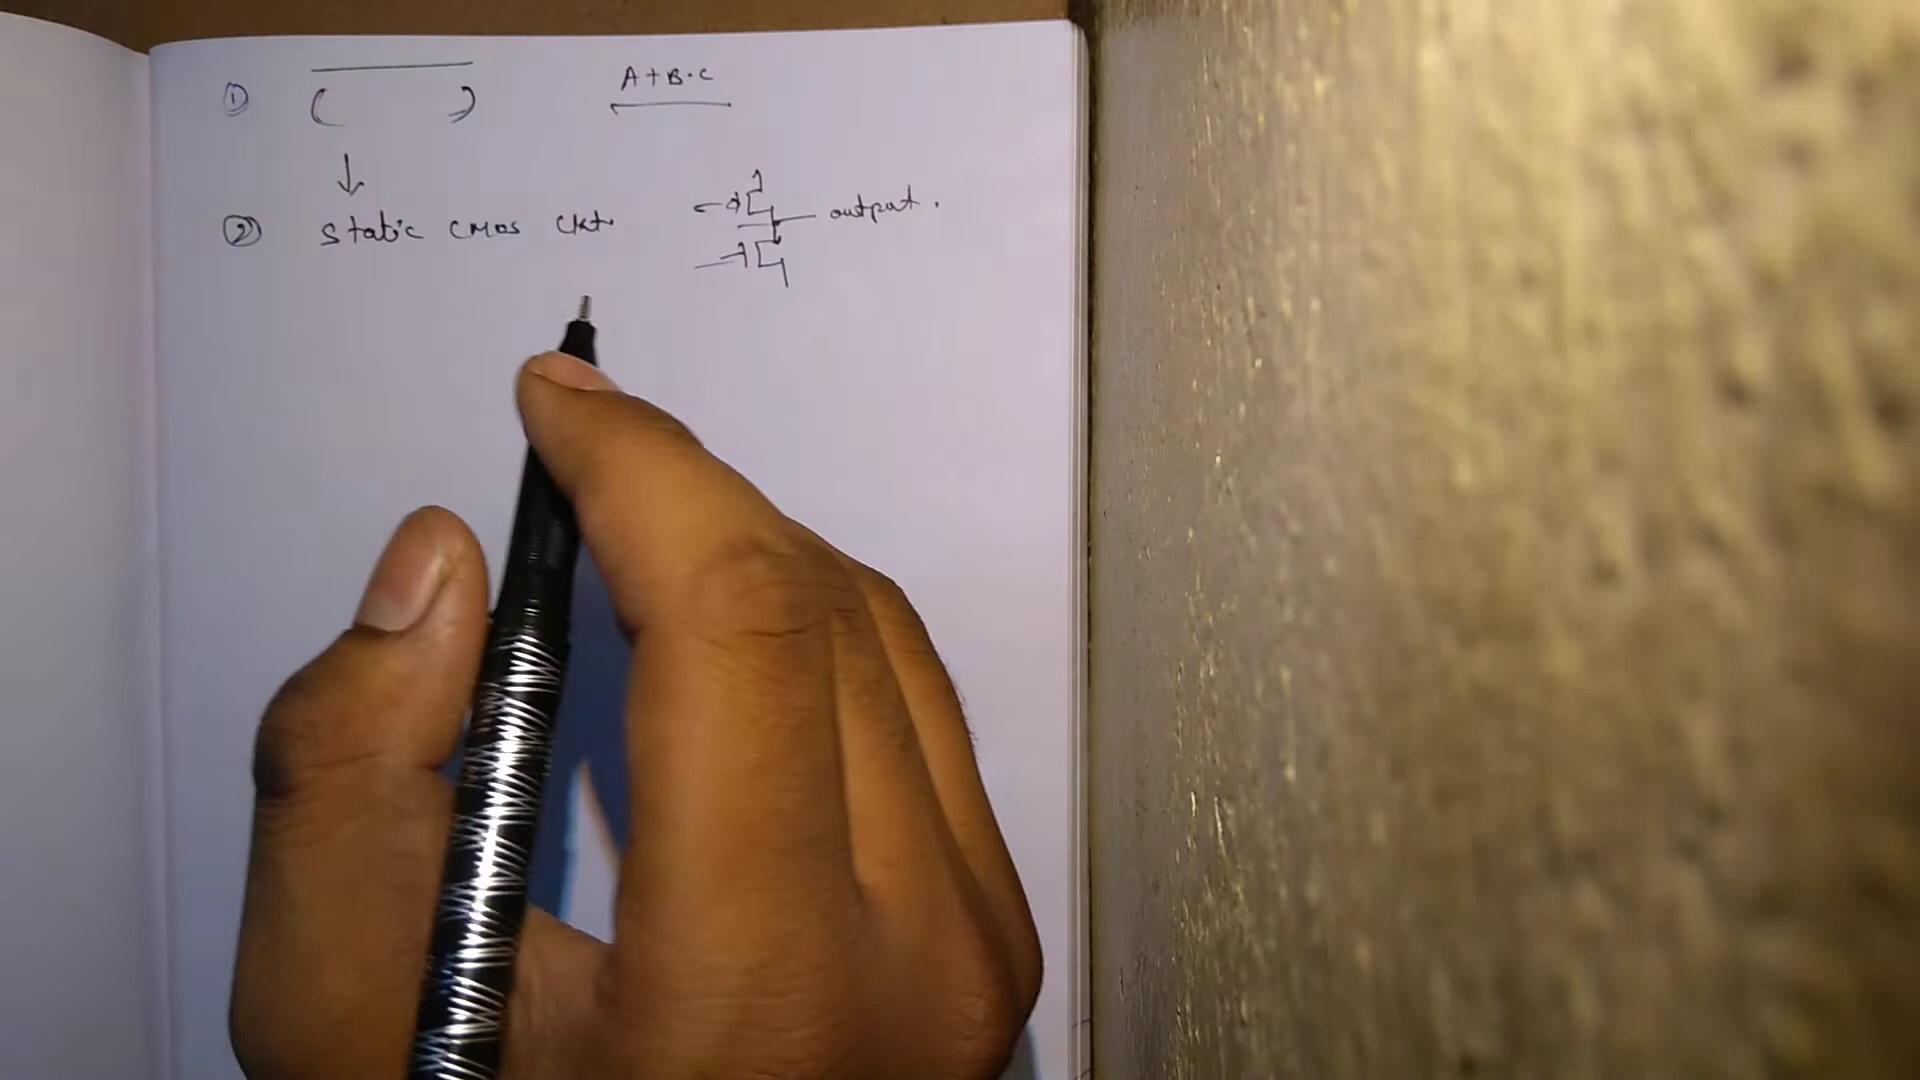 ① ( ) A+B·C
② static CMOS Ckt. output.